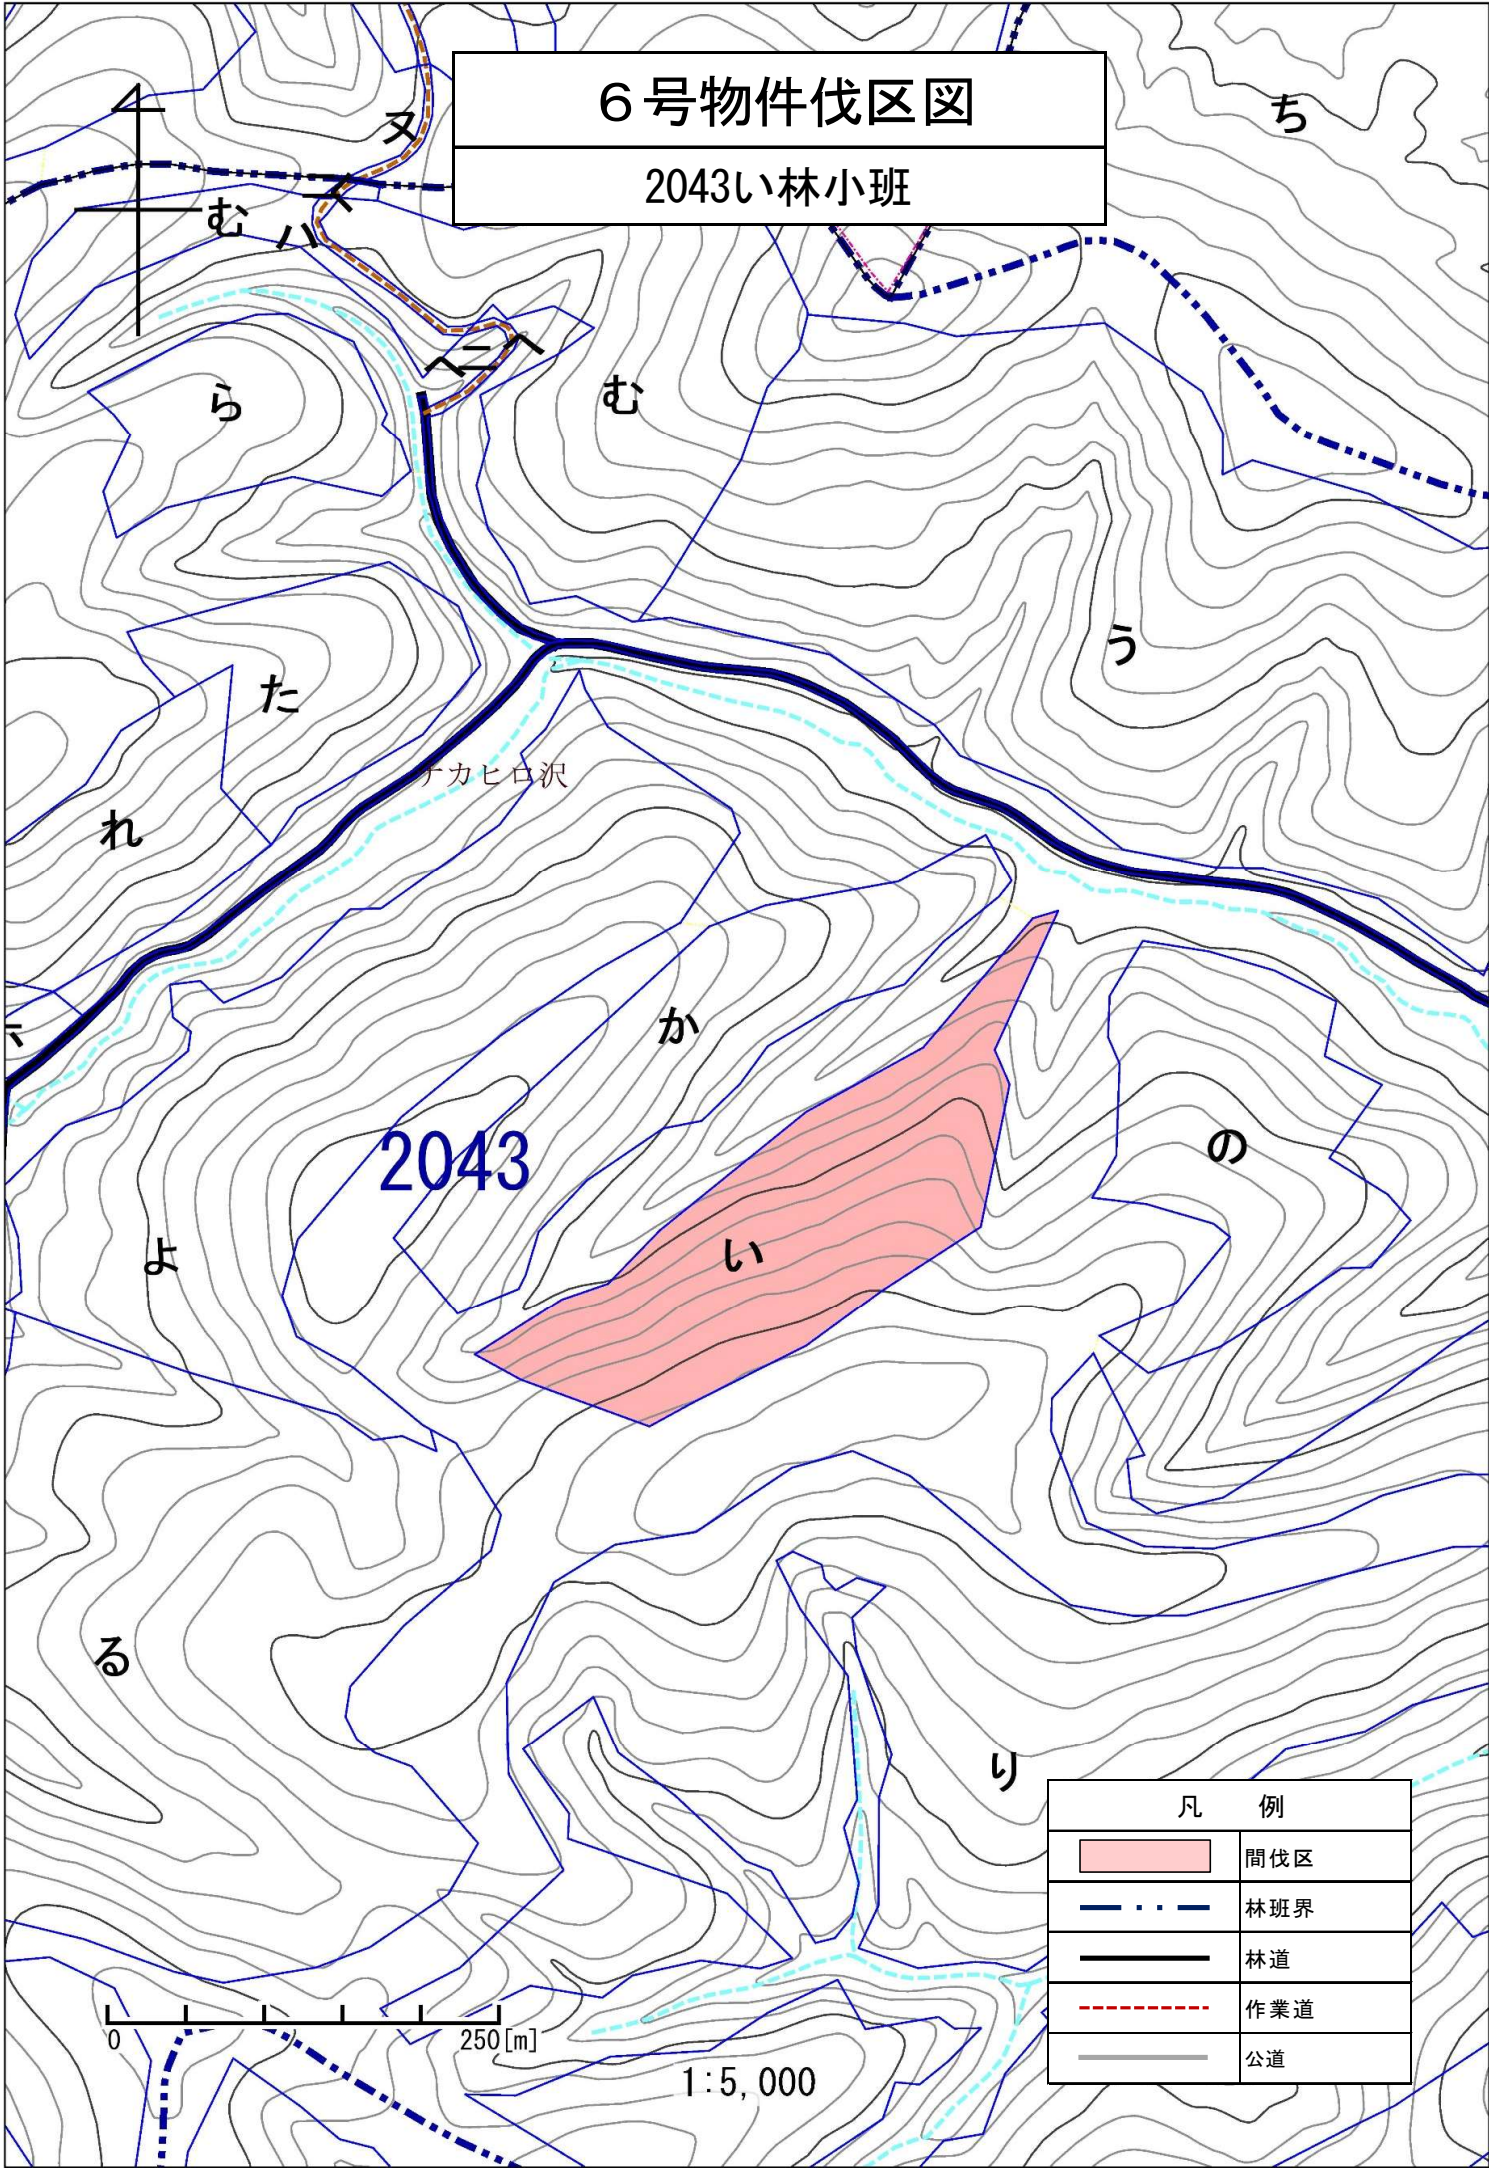 6号物件伐区図
2043い林小班
ち
ヌ
イ
む
ハ
ヘ
ニ
ヘ
ら
む
う
た
ナカヒロ沢
れ
か
2043
の
い
よ
る
り
凡 例
間伐区
林班界
林道
作業道
公道
0
250[m]
1:5,000